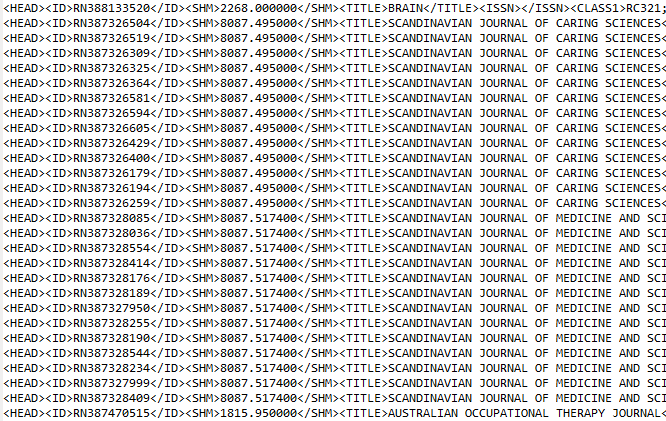 <HEAD><ID>RN388133520</ID><SHM>2268.000000</SHM><TITLE>BRAIN</TITLE><ISSN></ISSN><CLASS1>RC321;
<HEAD><ID>RN387326504</ID><SHM>8087.495000</SHM><TITLE>SCANDINAVIAN JOURNAL OF CARING SCIENCES<
<HEAD><ID>RN387326519</ID><SHM>8087.495000</SHM><TITLE>SCANDINAVIAN JOURNAL OF CARING SCIENCES<
<HEAD><ID>RN387326309</ID><SHM>8087.495000</SHM><TITLE>SCANDINAVIAN JOURNAL OF CARING SCIENCES<
<HEAD><ID>RN387326325</ID><SHM>8087.495000</SHM><TITLE>SCANDINAVIAN JOURNAL OF CARING SCIENCES<
<HEAD><ID>RN387326364</ID><SHM>8087.495000</SHM><TITLE>SCANDINAVIAN JOURNAL OF CARING SCIENCES<
<HEAD><ID>RN387326581</ID><SHM>8087.495000</SHM><TITLE>SCANDINAVIAN JOURNAL OF CARING SCIENCES<
<HEAD><ID>RN387326594</ID><SHM>8087.495000</SHM><TITLE>SCANDINAVIAN JOURNAL OF CARING SCIENCES<
<HEAD><ID>RN387326605</ID><SHM>8087.495000</SHM><TITLE>SCANDINAVIAN JOURNAL OF CARING SCIENCES<
<HEAD><ID>RN387326429</ID><SHM>8087.495000</SHM><TITLE>SCANDINAVIAN JOURNAL OF CARING SCIENCES<
<HEAD><ID>RN387326400</ID><SHM>8087.495000</SHM><TITLE>SCANDINAVIAN JOURNAL OF CARING SCIENCES<
<HEAD><ID>RN387326179</ID><SHM>8087.495000</SHM><TITLE>SCANDINAVIAN JOURNAL OF CARING SCIENCES<
<HEAD><ID>RN387326194</ID><SHM>8087.495000</SHM><TITLE>SCANDINAVIAN JOURNAL OF CARING SCIENCES<
<HEAD><ID>RN387326259</ID><SHM>8087.495000</SHM><TITLE>SCANDINAVIAN JOURNAL OF CARING SCIENCES<
<HEAD><ID>RN387328085</ID><SHM>8087.517400</SHM><TITLE>SCANDINAVIAN JOURNAL OF MEDICINE AND SCI
<HEAD><ID>RN387328036</ID><SHM>8087.517400</SHM><TITLE>SCANDINAVIAN JOURNAL OF MEDICINE AND SCI
<HEAD><ID>RN387328554</ID><SHM>8087.517400</SHM><TITLE>SCANDINAVIAN JOURNAL OF MEDICINE AND SCI
<HEAD><ID>RN387328414</ID><SHM>8087.517400</SHM><TITLE>SCANDINAVIAN JOURNAL OF MEDICINE AND SCI
<HEAD><ID>RN387328176</ID><SHM>8087.517400</SHM><TITLE>SCANDINAVIAN JOURNAL OF MEDICINE AND SCI
<HEAD><ID>RN387328189</ID><SHM>8087.517400</SHM><TITLE>SCANDINAVIAN JOURNAL OF MEDICINE AND SCI
<HEAD><ID>RN387327950</ID><SHM>8087.517400</SHM><TITLE>SCANDINAVIAN JOURNAL OF MEDICINE AND SCI
<HEAD><ID>RN387328255</ID><SHM>8087.517400</SHM><TITLE>SCANDINAVIAN JOURNAL OF MEDICINE AND SCI
<HEAD><ID>RN387328190</ID><SHM>8087.517400</SHM><TITLE>SCANDINAVIAN JOURNAL OF MEDICINE AND SCI
<HEAD><ID>RN387328544</ID><SHM>8087.517400</SHM><TITLE>SCANDINAVIAN JOURNAL OF MEDICINE AND SCI
<HEAD><ID>RN387328234</ID><SHM>8087.517400</SHM><TITLE>SCANDINAVIAN JOURNAL OF MEDICINE AND SCI
<HEAD><ID>RN387327999</ID><SHM>8087.517400</SHM><TITLE>SCANDINAVIAN JOURNAL OF MEDICINE AND SCI
<HEAD><ID>RN387328409</ID><SHM>8087.517400</SHM><TITLE>SCANDINAVIAN JOURNAL OF MEDICINE AND SCI
<HEAD><ID>RN387470515</ID><SHM>1815.950000</SHM><TITLE>AUSTRALIAN OCCUPATIONAL THERAPY JOURNAL<